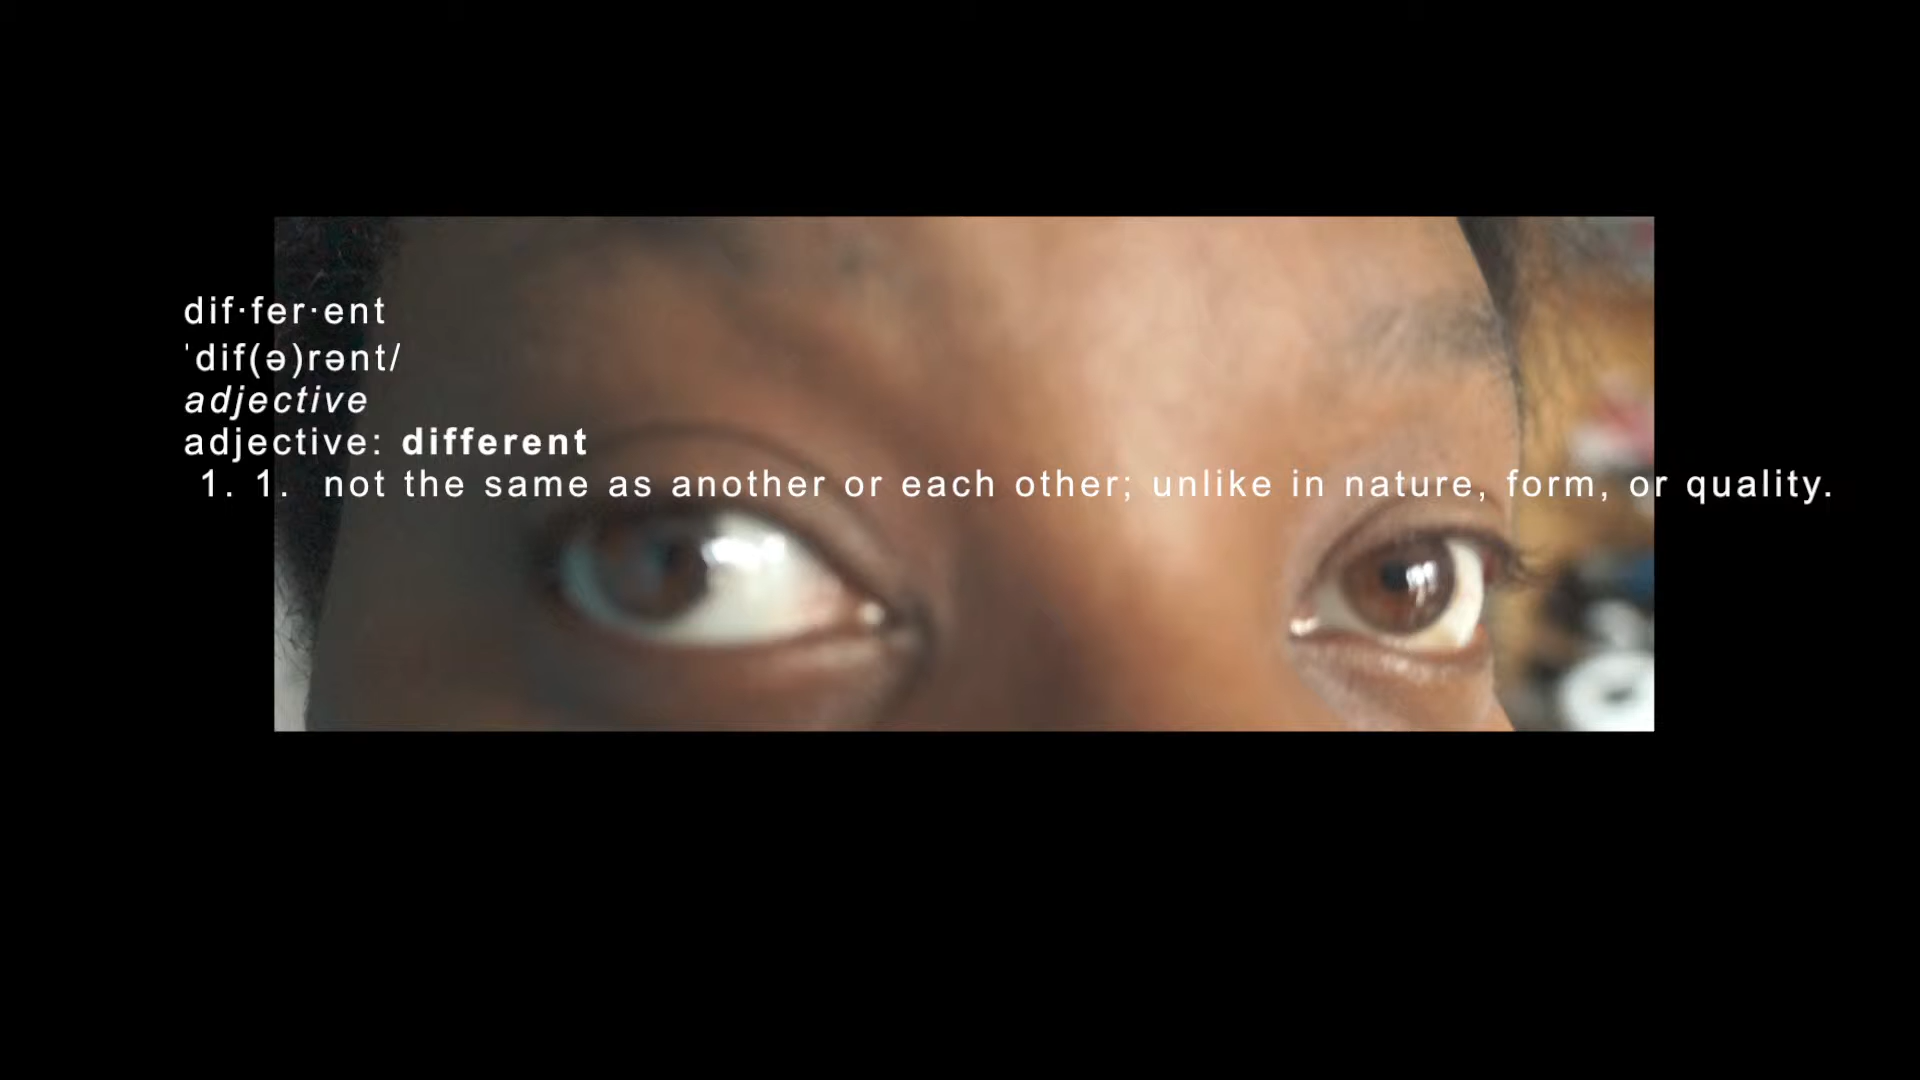 dif·fer·ent
ˈdif(ə)rənt/
adjective
adjective: different
1. 1. not the same as another or each other; unlike in nature, form, or quality.